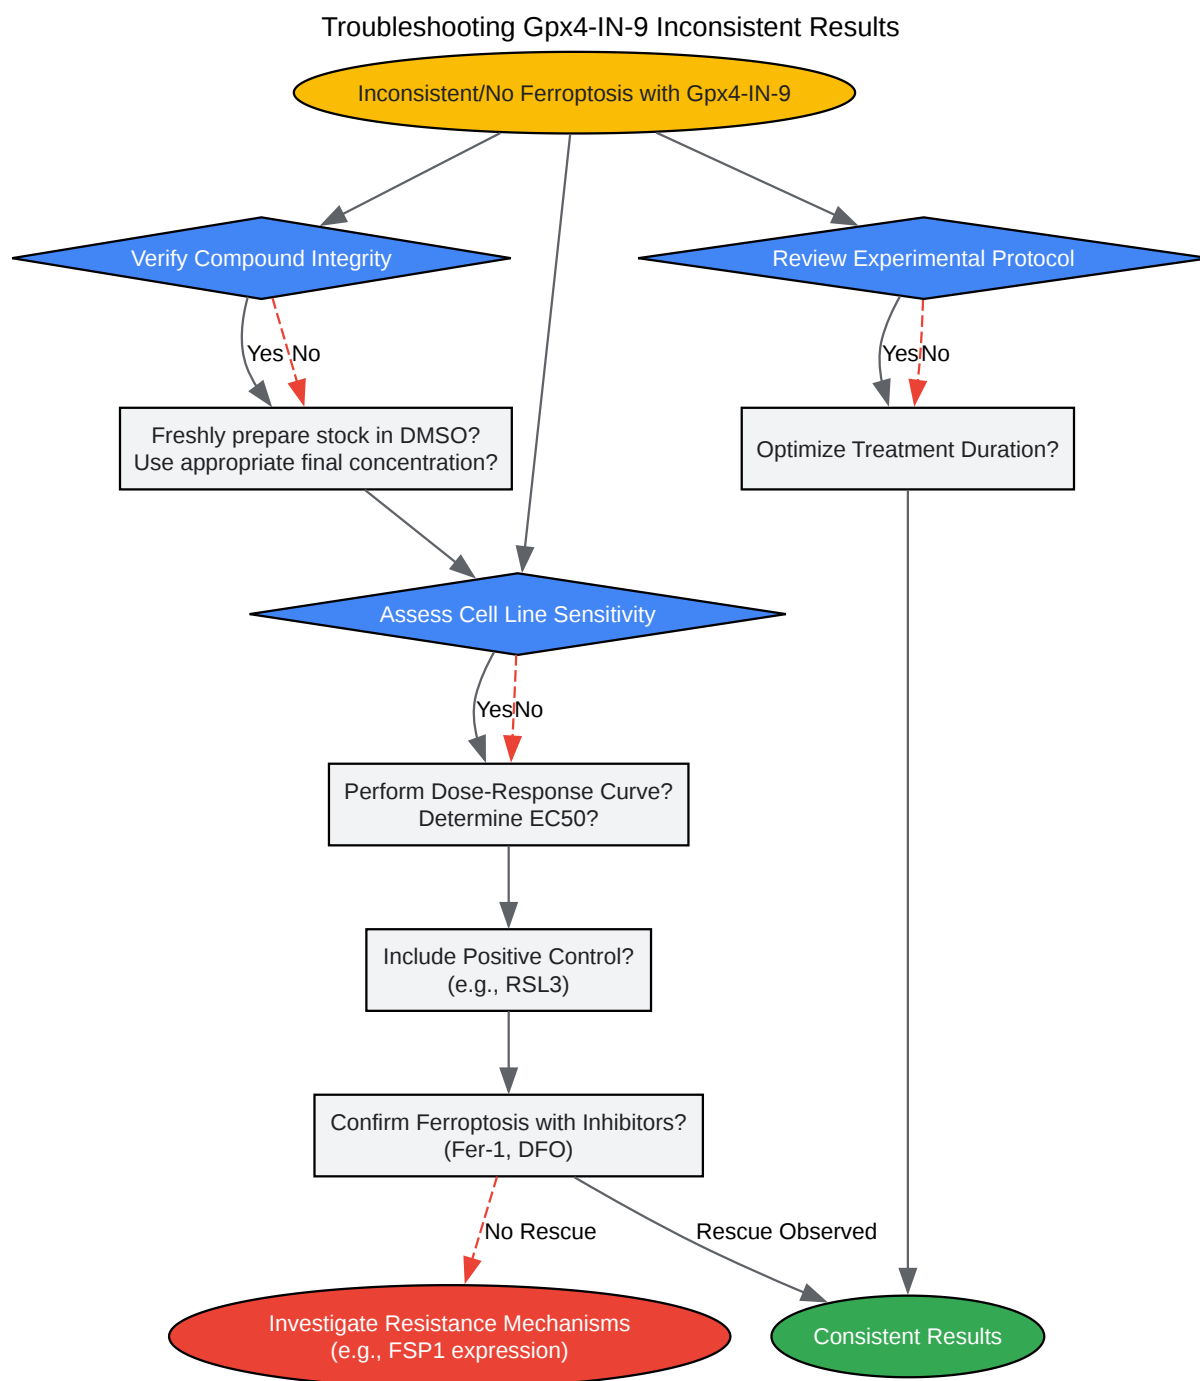 Troubleshooting Gpx4-IN-9 Inconsistent Results
Inconsistent/No Ferroptosis with Gpx4-IN-9
Verify Compound Integrity
Review Experimental Protocol
Yes
No
Yes
No
Freshly prepare stock in DMSO?
Use appropriate final concentration?
Optimize Treatment Duration?
Assess Cell Line Sensitivity
Yes
No
Perform Dose-Response Curve?
Determine EC50?
Include Positive Control?
(e.g., RSL3)
Confirm Ferroptosis with Inhibitors?
(Fer-1, DFO)
No Rescue
Rescue Observed
Investigate Resistance Mechanisms
(e.g., FSP1 expression)
Consistent Results